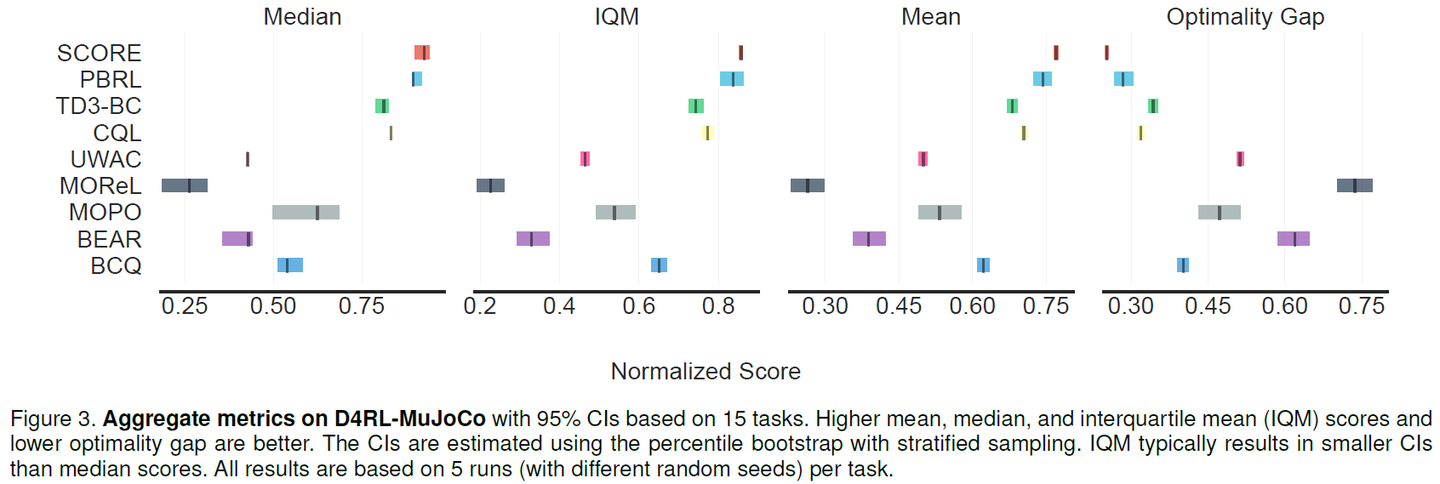 Median IQM Mean Optimality Gap
SCORE
PBRL
TD3-BC
CQL
UWAC
MOReL
MOPO
BEAR
BCQ
0.25 0.50 0.75 0.2 0.4 0.6 0.8 0.30 0.45 0.60 0.75 0.30 0.45 0.60 0.75
Normalized Score
Figure 3. Aggregate metrics on D4RL-MuJoCo with 95% CIs based on 15 tasks. Higher mean, median, and interquartile mean (IQM) scores and
lower optimality gap are better. The CIs are estimated using the percentile bootstrap with stratified sampling. IQM typically results in smaller CIs
than median scores. All results are based on 5 runs (with different random seeds) per task.